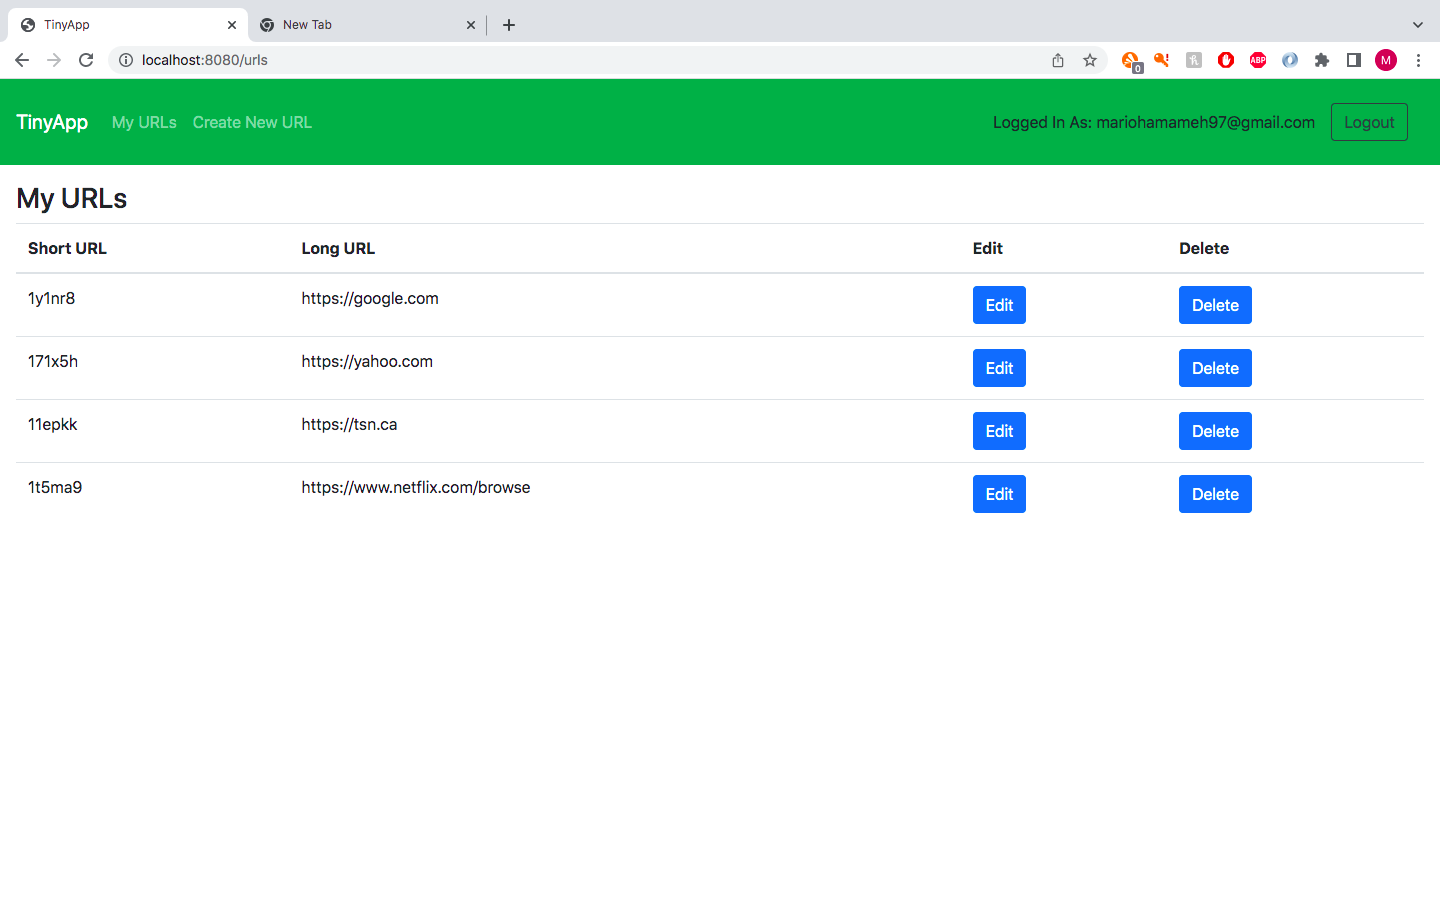 TinyApp
New Tab
localhost:8080/urls
0
ABP
M
TinyApp My URLs Create New URL Logged In As: mariohamameh97@gmail.com Logout
My URLs
Short URL Long URL Edit Delete
1y1nr8 https://google.com Edit Delete
171x5h https://yahoo.com Edit Delete
11epkk https://tsn.ca Edit Delete
1t5ma9 https://www.netflix.com/browse Edit Delete